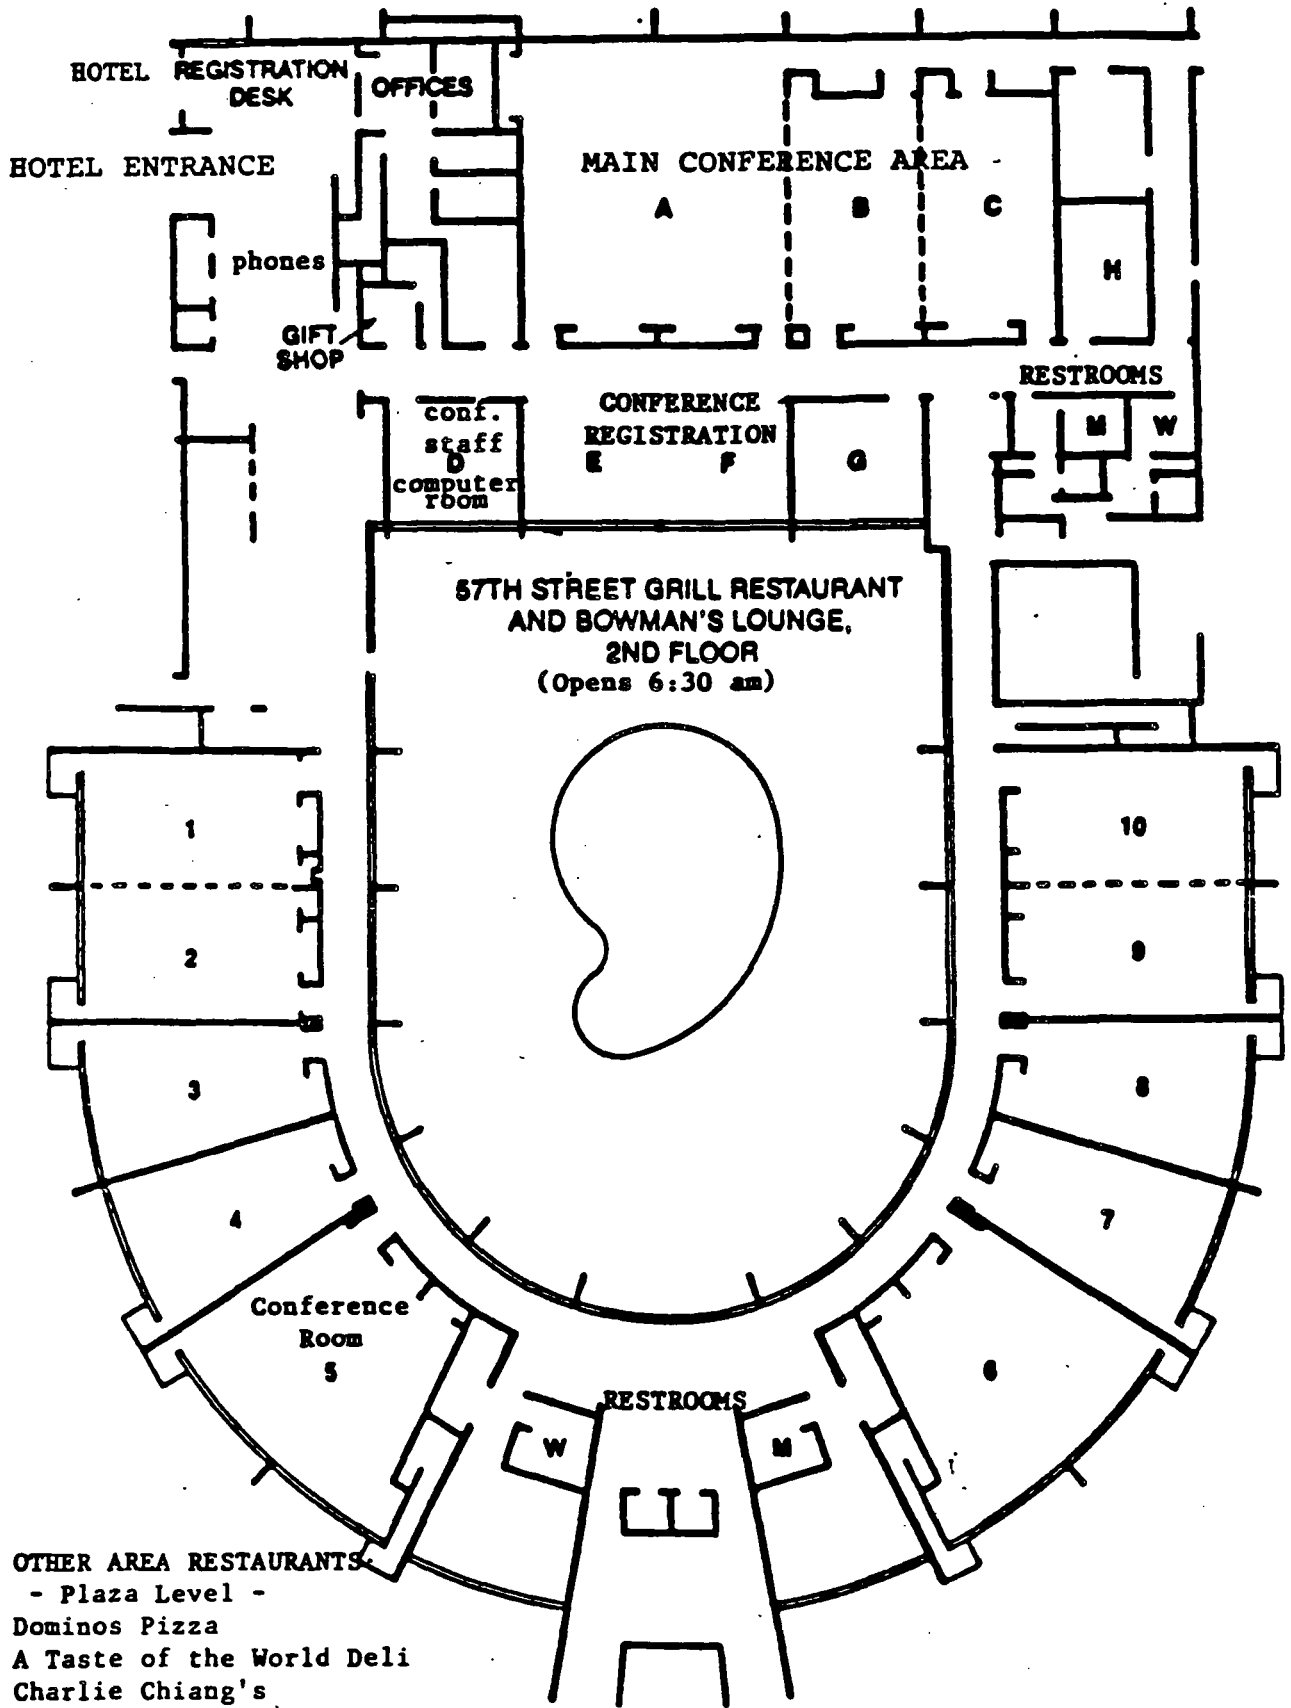 HOTEL REGISTRATION
DESK
OFFICES
HOTEL ENTRANCE
MAIN CONFERENCE AREA
A
B
C
phones
H
GIFT
SHOP
RESTROOMS
M
W
conf.
staff
D
computer
room
CONFERENCE
REGISTRATION
E
F
G
57TH STREET GRILL RESTAURANT
AND BOWMAN'S LOUNGE,
2ND FLOOR
(Opens 6:30 am)
1
10
2
9
3
8
4
7
Conference
Room
5
6
RESTROOMS
W
M
OTHER AREA RESTAURANTS
- Plaza Level -
Dominos Pizza
A Taste of the World Deli
Charlie Chiang's